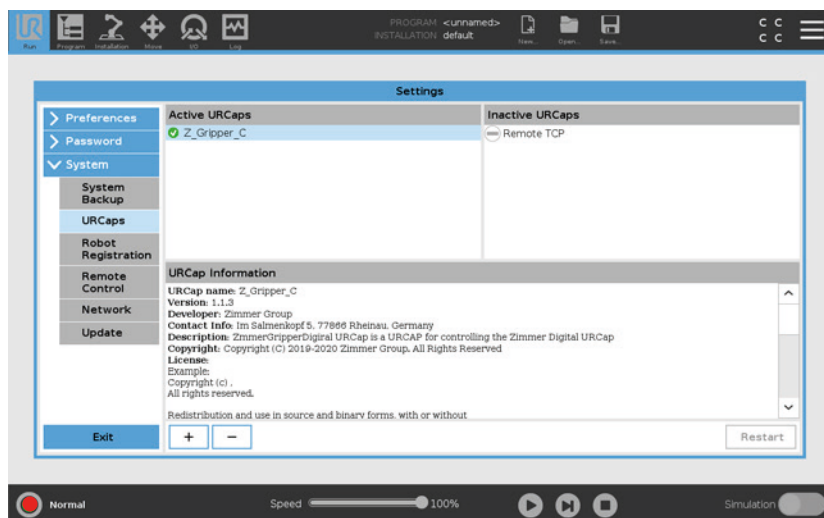 PROGRAM <unnamed>
INSTALLATION default
UR
Run
Program
Installation
Move
I/O
Log
New...
Open...
Save...
C C
C C
Settings
Preferences
Password
System
System
Backup
URCaps
Robot
Registration
Remote
Control
Network
Update
Exit
Active URCaps
Z_Gripper_C
Inactive URCaps
Remote TCP
URCap Information
URCap name: Z_Gripper_C
Version: 1.1.3
Developer: Zimmer Group
Contact Info: Im Salmenkopf 5, 77866 Rheinau, Germany
Description: ZmmerGripperDigiral URCap is a URCAP for controlling the Zimmer Digital URCap
Copyright: Copyright (C) 2019-2020 Zimmer Group, All Rights Reserved
License:
Example:
Copyright (c) ,
All rights reserved.
Redistribution and use in source and binary forms, with or without
+
−
Restart
Normal
Speed
100%
Simulation